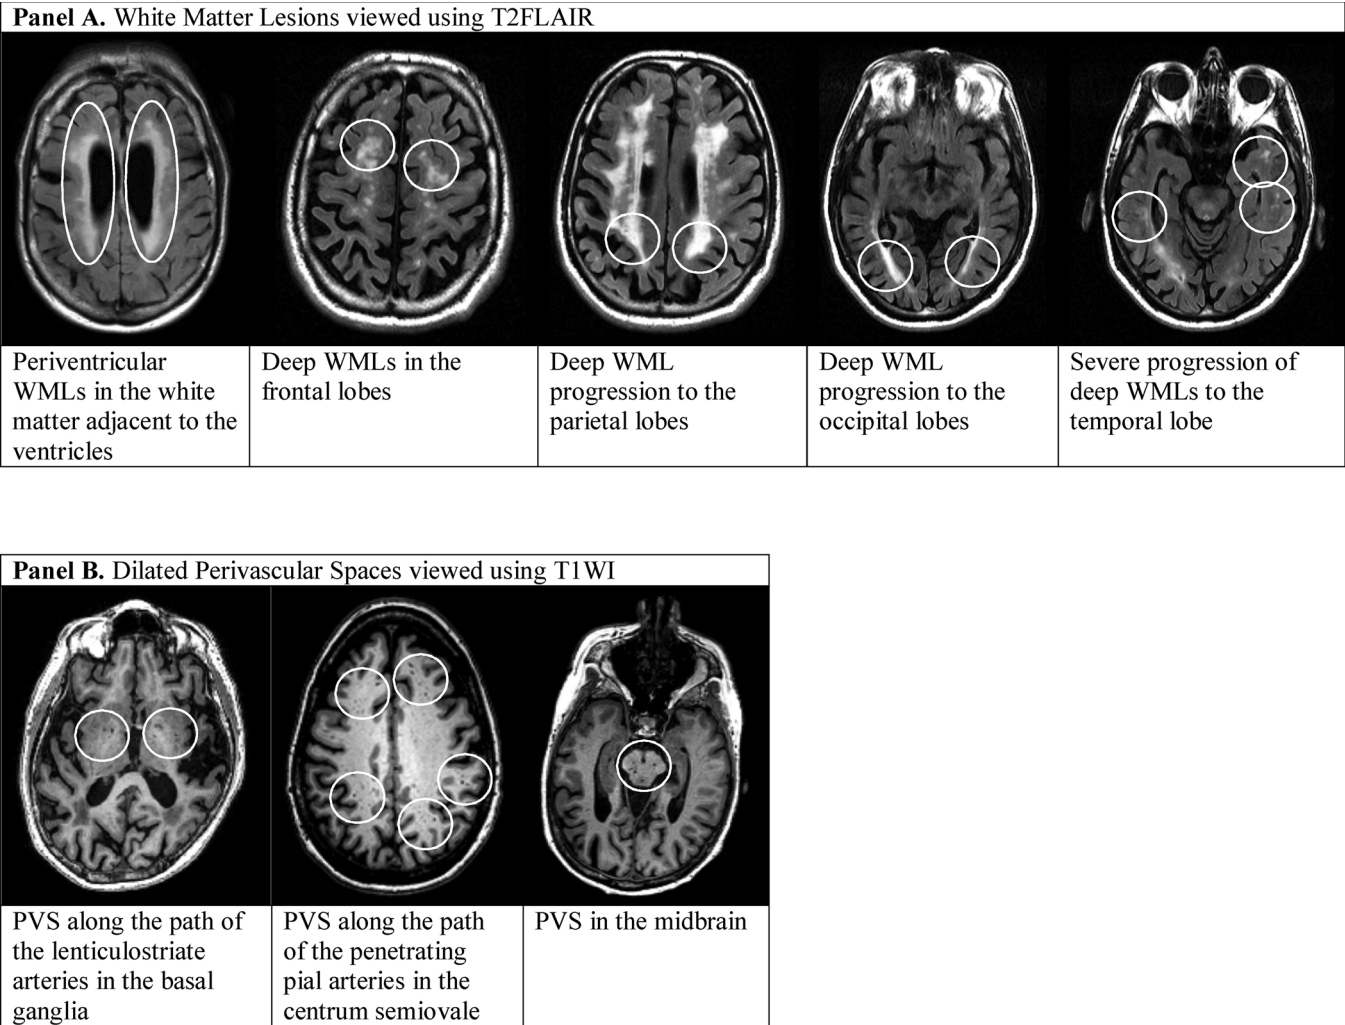 Panel A. White Matter Lesions viewed using T2FLAIR
Periventricular
WMLs in the white
matter adjacent to the
ventricles
Deep WMLs in the
frontal lobes
Deep WML
progression to the
parietal lobes
Deep WML
progression to the
occipital lobes
Severe progression of
deep WMLs to the
temporal lobe
Panel B. Dilated Perivascular Spaces viewed using T1WI
PVS along the path of
the lenticulostriate
arteries in the basal
ganglia
PVS along the path
of the penetrating
pial arteries in the
centrum semiovale
PVS in the midbrain